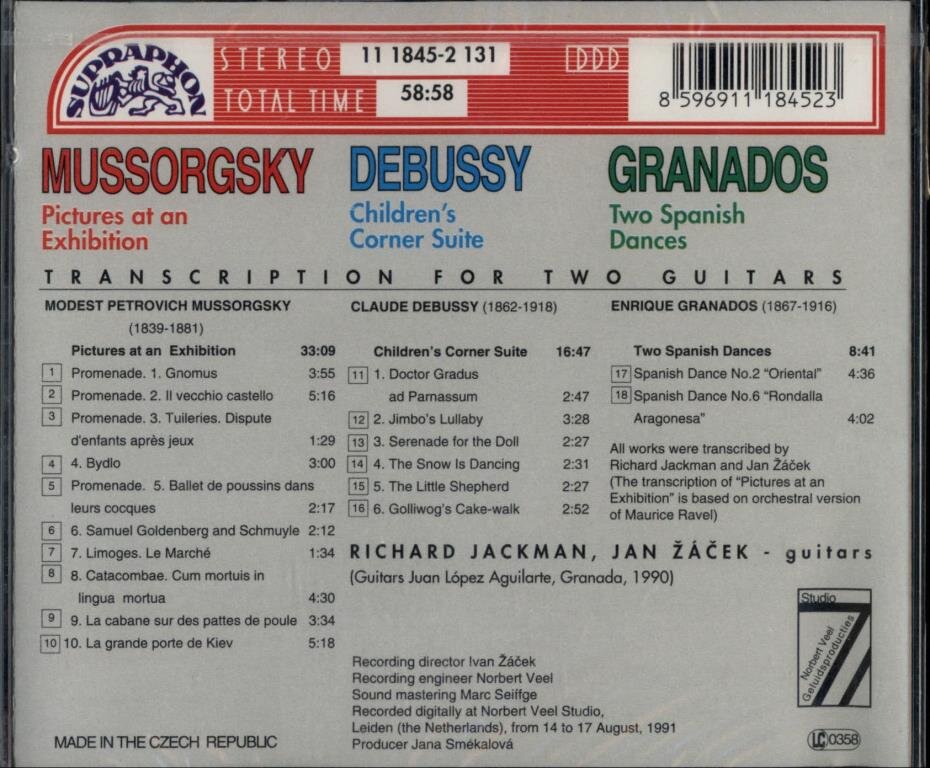 SUPRAPHON
STEREO 11 1845-2 131 DDD
TOTAL TIME 58:58
8 596911 184523
MUSSORGSKY
Pictures at an
Exhibition
DEBUSSY
Children's
Corner Suite
GRANADOS
Two Spanish
Dances
TRANSCRIPTION FOR TWO GUITARS
MODEST PETROVICH MUSSORGSKY
(1839-1881)
Pictures at an Exhibition 33:09
1 Promenade. 1. Gnomus 3:55
2 Promenade. 2. Il vecchio castello 5:16
3 Promenade. 3. Tuileries. Dispute
d'enfants après jeux 1:29
4 4. Bydlo 3:00
5 Promenade. 5. Ballet de poussins dans
leurs cocques 2:17
6 6. Samuel Goldenberg and Schmuyle 2:12
7 7. Limoges. Le Marché 1:34
8 8. Catacombae. Cum mortuis in
lingua mortua 4:30
9 9. La cabane sur des pattes de poule 3:34
10 10. La grande porte de Kiev 5:18
MADE IN THE CZECH REPUBLIC
CLAUDE DEBUSSY (1862-1918)
Children's Corner Suite 16:47
11 1. Doctor Gradus
ad Parnassum 2:47
12 2. Jimbo's Lullaby 3:28
13 3. Serenade for the Doll 2:27
14 4. The Snow Is Dancing 2:31
15 5. The Little Shepherd 2:27
16 6. Golliwog's Cake-walk 2:52
ENRIQUE GRANADOS (1867-1916)
Two Spanish Dances 8:41
17 Spanish Dance No.2 "Oriental" 4:36
18 Spanish Dance No.6 "Rondalla
Aragonesa" 4:02
All works were transcribed by
Richard Jackman and Jan Žáček
(The transcription of "Pictures at an
Exhibition" is based on orchestral version
of Maurice Ravel)
RICHARD JACKMAN, JAN ŽÁČEK - guitars
(Guitars Juan López Aguilarte, Granada, 1990)
Recording director Ivan Žáček
Recording engineer Norbert Veel
Sound mastering Marc Seiffge
Recorded digitally at Norbert Veel Studio,
Leiden (the Netherlands), from 14 to 17 August, 1991
Producer Jana Smékalová
Studio
7
Norbert Veel
Geluidsproducties
LC 0358